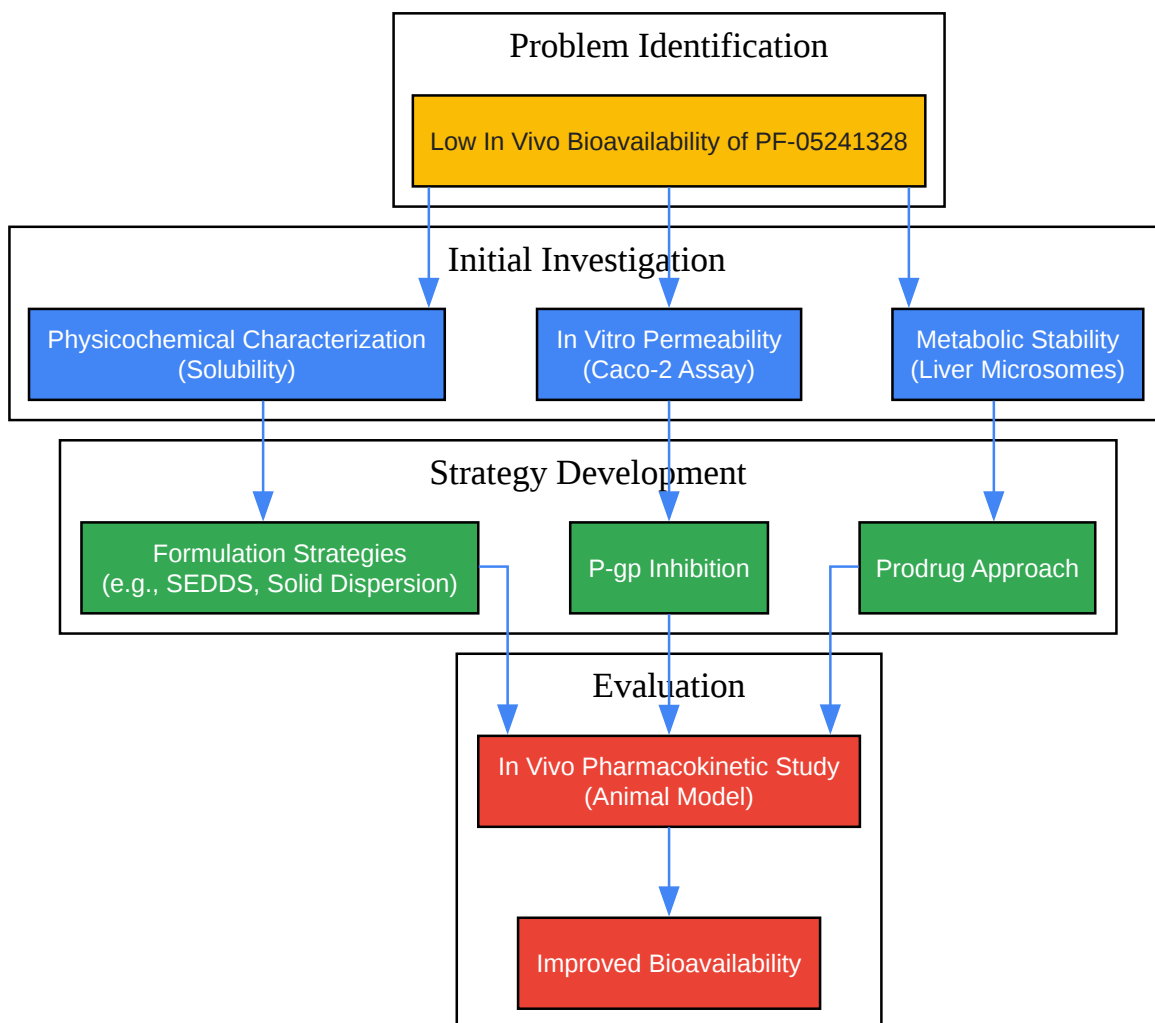 Problem Identification
Low In Vivo Bioavailability of PF-05241328
Initial Investigation
Physicochemical Characterization
(Solubility)
In Vitro Permeability
(Caco-2 Assay)
Metabolic Stability
(Liver Microsomes)
Strategy Development
Formulation Strategies
(e.g., SEDDS, Solid Dispersion)
P-gp Inhibition
Prodrug Approach
Evaluation
In Vivo Pharmacokinetic Study
(Animal Model)
Improved Bioavailability